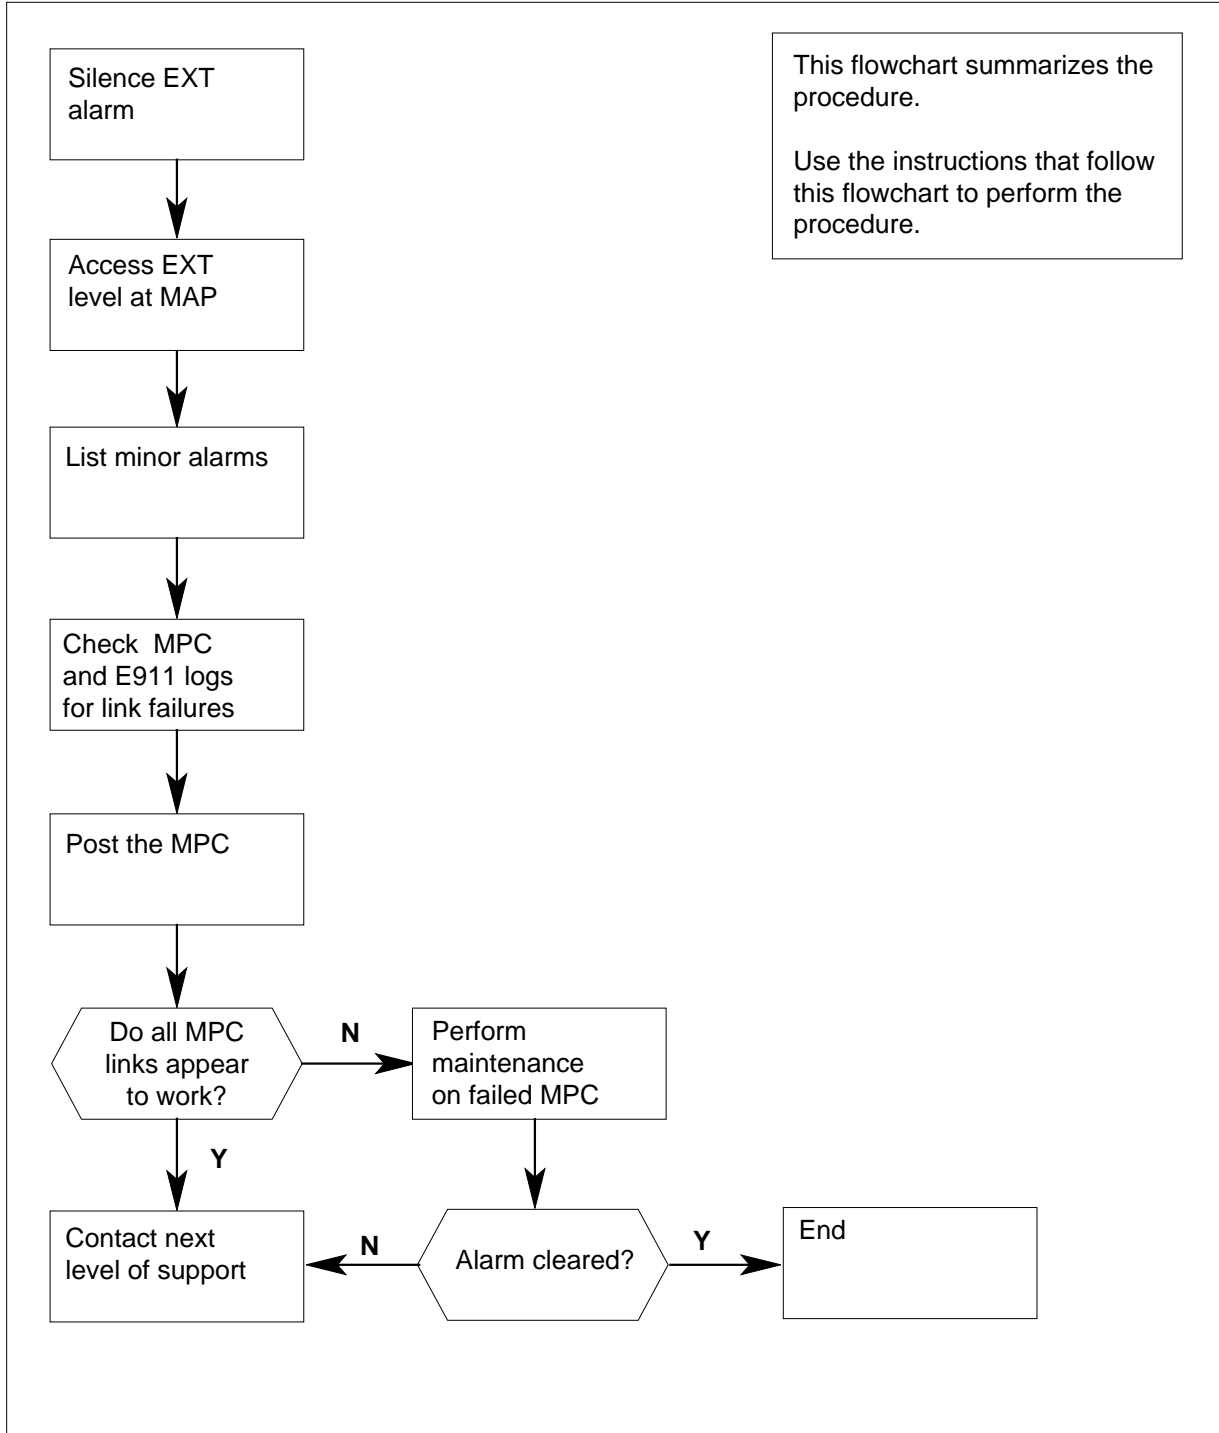 Silence EXT
alarm
This flowchart summarizes the
procedure.
Use the instructions that follow
this flowchart to perform the
procedure.
Access EXT
level at MAP
List minor alarms
Check  MPC
and E911 logs
for link failures
Post the MPC
Do all MPC
links appear
to work?
N
Perform
maintenance
on failed MPC
Y
Contact next
level of support
N
Alarm cleared?
Y
End